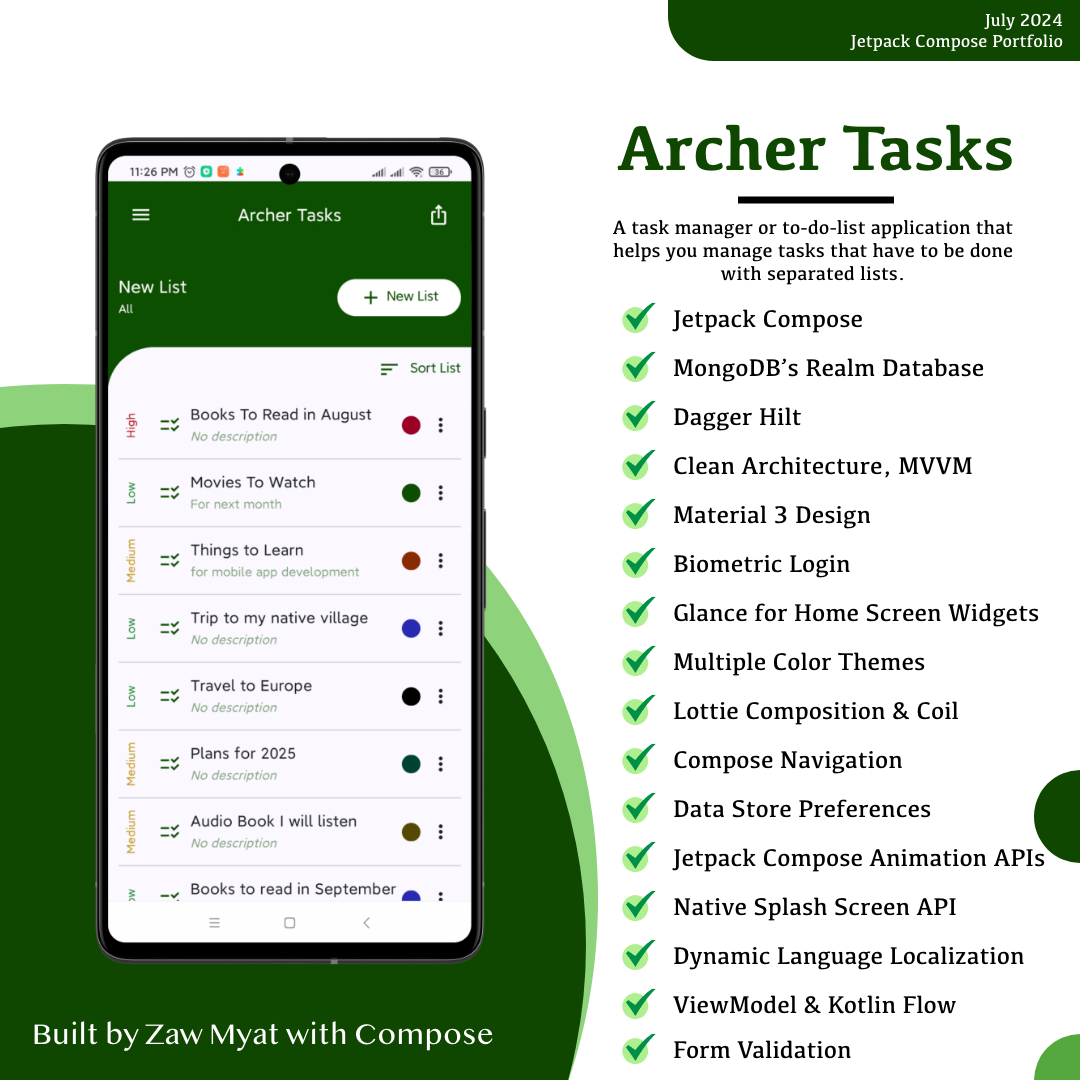 July 2024
Jetpack Compose Portfolio
Archer Tasks
A task manager or to-do-list application that
helps you manage tasks that have to be done
with separated lists.
Jetpack Compose
MongoDB’s Realm Database
Dagger Hilt
Clean Architecture, MVVM
Material 3 Design
Biometric Login
Glance for Home Screen Widgets
Multiple Color Themes
Lottie Composition & Coil
Compose Navigation
Data Store Preferences
Jetpack Compose Animation APIs
Native Splash Screen API
Dynamic Language Localization
ViewModel & Kotlin Flow
Form Validation
11:26 PM 36
Archer Tasks
New List
All
+ New List
Sort List
High
Books To Read in August
No description
Low
Movies To Watch
For next month
Medium
Things to Learn
for mobile app development
Low
Trip to my native village
No description
Low
Travel to Europe
No description
Medium
Plans for 2025
No description
Medium
Audio Book I will listen
No description
Books to read in September
Built by Zaw Myat with Compose